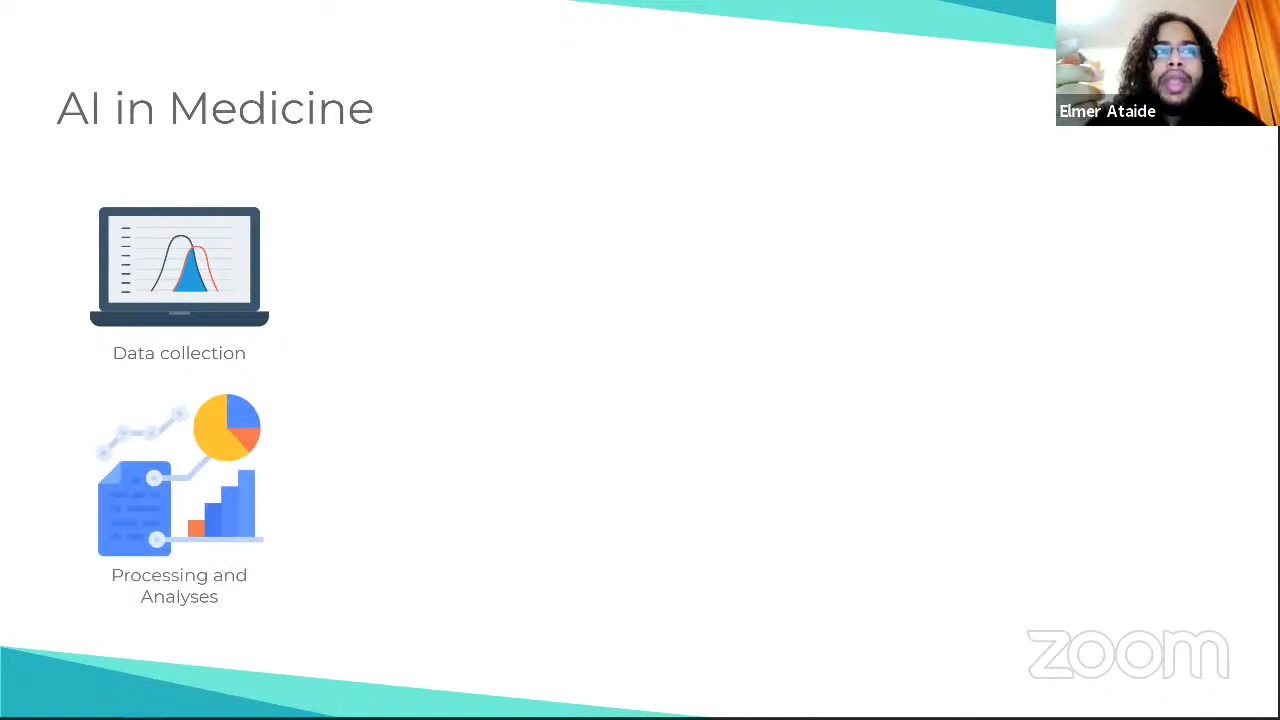 AI in Medicine
Elmer Ataide
Data collection
Processing and
Analyses
zoom